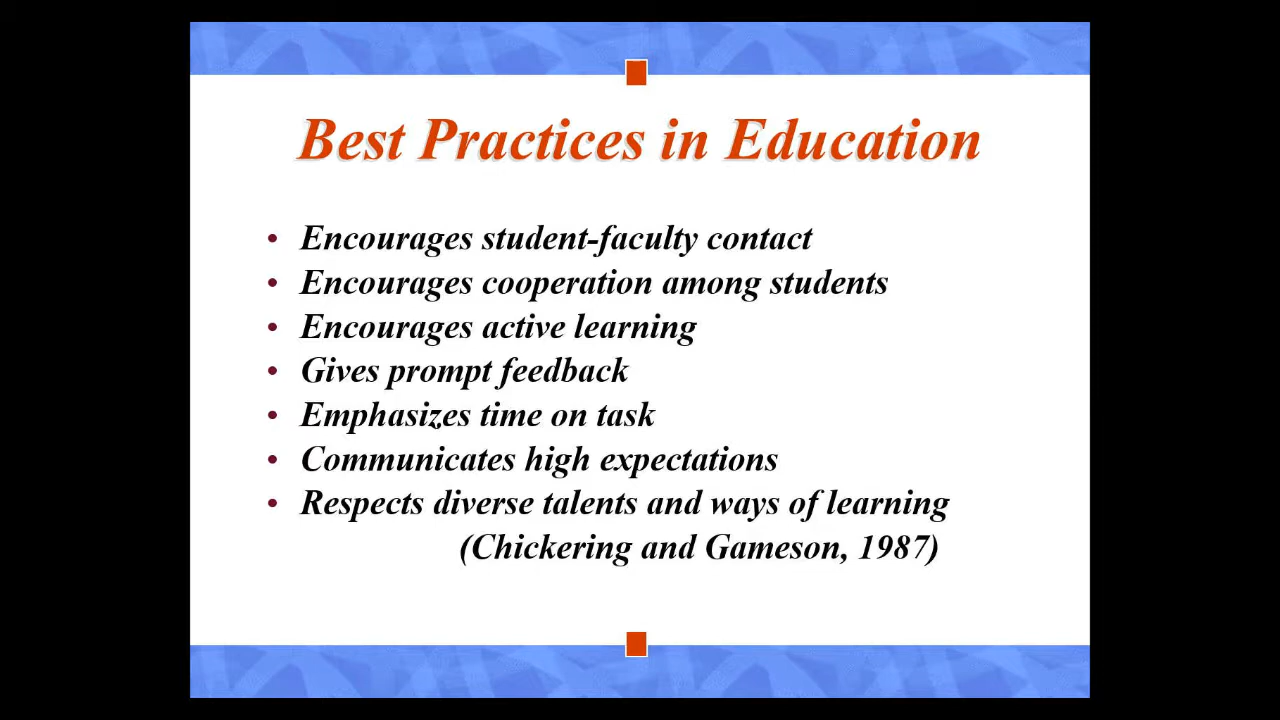 Best Practices in Education
• Encourages student-faculty contact
• Encourages cooperation among students
• Encourages active learning
• Gives prompt feedback
• Emphasizes time on task
• Communicates high expectations
• Respects diverse talents and ways of learning
(Chickering and Gameson, 1987)